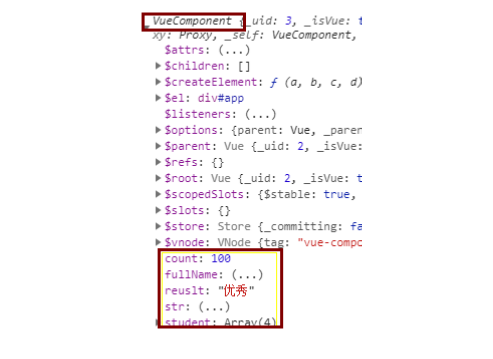 VueComponent {_uid: 3, _isVue: t
xy: Proxy, _self: VueComponent,
$attrs: (...)
▶ $children: []
▶ $createElement: ƒ (a, b, c, d)
▶ $el: div#app
$listeners: (...)
▶ $options: {parent: Vue, _paren
▶ $parent: Vue {_uid: 2, _isVue:
▶ $refs: {}
▶ $root: Vue {_uid: 2, _isVue: t
▶ $scopedSlots: {$stable: true,
▶ $slots: {}
▶ $store: Store {_committing: fa
▶ $vnode: VNode {tag: "vue-compo
count: 100
fullName: (...)
reuslt: "优秀"
str: (...)
▶ student: Array(4)